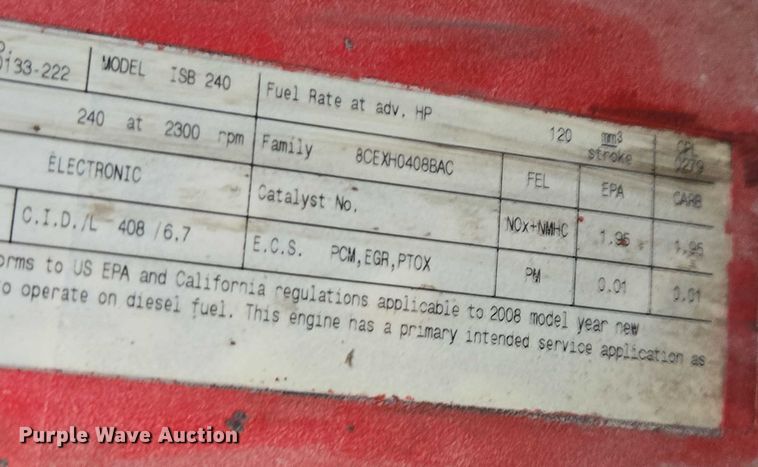 0133-222 MODEL ISB 240 Fuel Rate at adv. HP 120 mm3 stroke CPL
240 at 2300 rpm Family 8CEXH0408BAC FEL EPA CARB
ELECTRONIC Catalyst No. NOx+NMHC 1.95 1.95
C.I.D./L 408 /6.7 E.C.S. PCM,EGR,PTOX PM 0.01 0.01
orms to US EPA and California regulations applicable to 2008 model year new
o operate on diesel fuel. This engine has a primary intended service application as
Purple Wave Auction